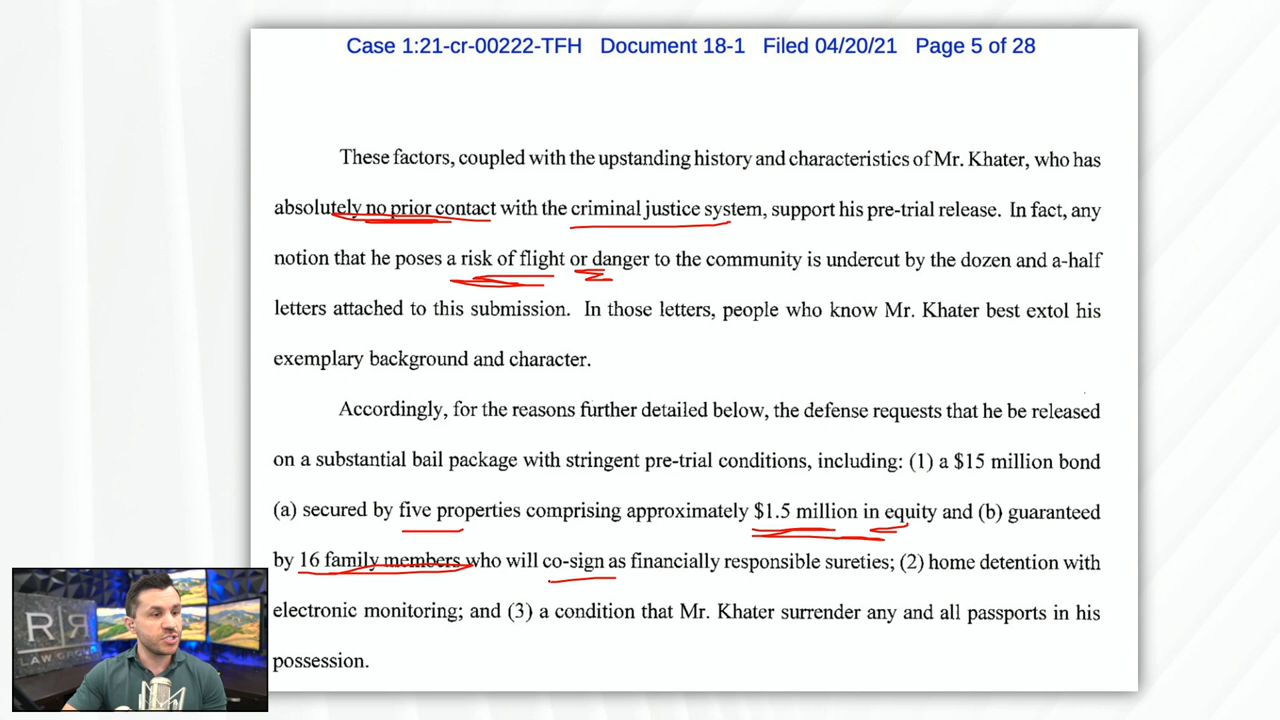 Case 1:21-cr-00222-TFH Document 18-1 Filed 04/20/21 Page 5 of 28
These factors, coupled with the upstanding history and characteristics of Mr. Khater, who has
absolutely no prior contact with the criminal justice system, support his pre-trial release. In fact, any
notion that he poses a risk of flight or danger to the community is undercut by the dozen and a-half
letters attached to this submission. In those letters, people who know Mr. Khater best extol his
exemplary background and character.
Accordingly, for the reasons further detailed below, the defense requests that he be released
on a substantial bail package with stringent pre-trial conditions, including: (1) a $15 million bond
(a) secured by five properties comprising approximately $1.5 million in equity and (b) guaranteed
by 16 family members who will co-sign as financially responsible sureties; (2) home detention with
electronic monitoring; and (3) a condition that Mr. Khater surrender any and all passports in his
possession.
R|R
LAW GROUP